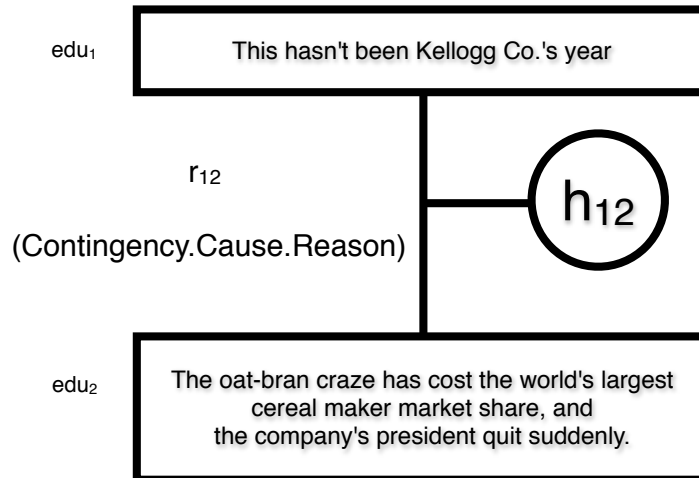 edu₁
This hasn't been Kellogg Co.'s year
r₁₂
h₁₂
(Contingency.Cause.Reason)
edu₂
The oat-bran craze has cost the world's largest
cereal maker market share, and
the company's president quit suddenly.